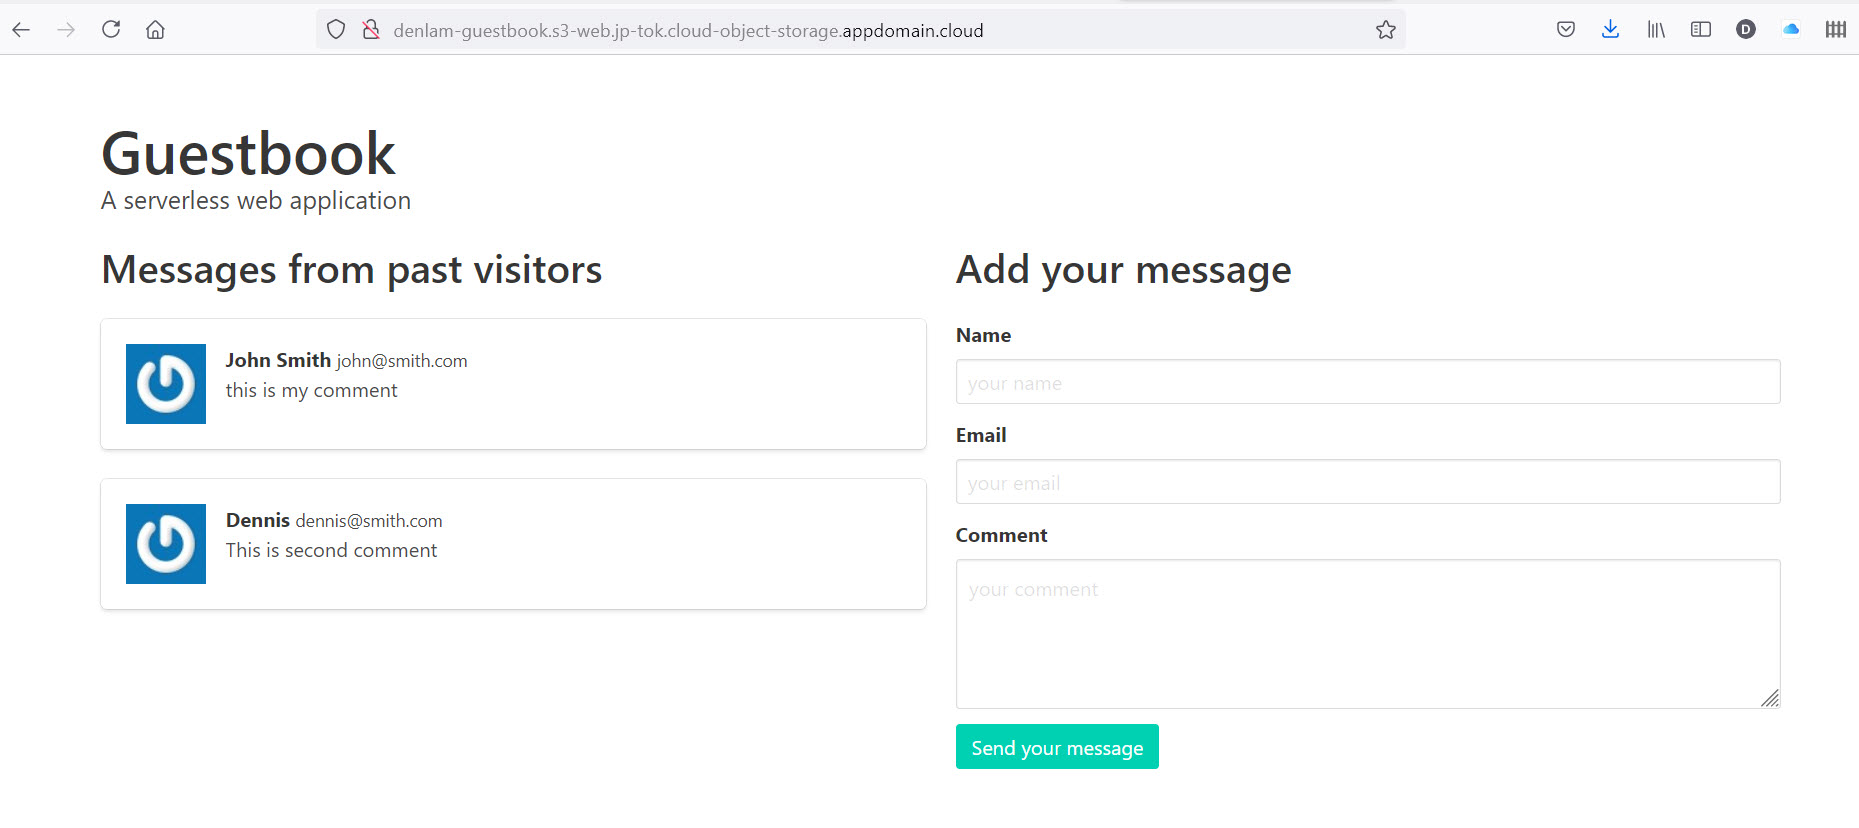 denlam-guestbook.s3-web.jp-tok.cloud-object-storage.appdomain.cloud
D
Guestbook
A serverless web application
Messages from past visitors
John Smith john@smith.com
this is my comment
Dennis dennis@smith.com
This is second comment
Add your message
Name
your name
Email
your email
Comment
your comment
Send your message